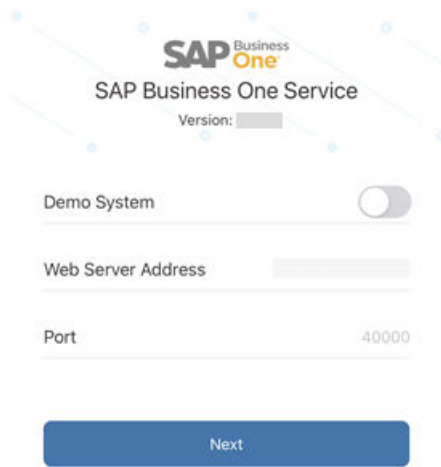 SAP Business One
SAP Business One Service
Version:
Demo System
Web Server Address
Port 40000
Next